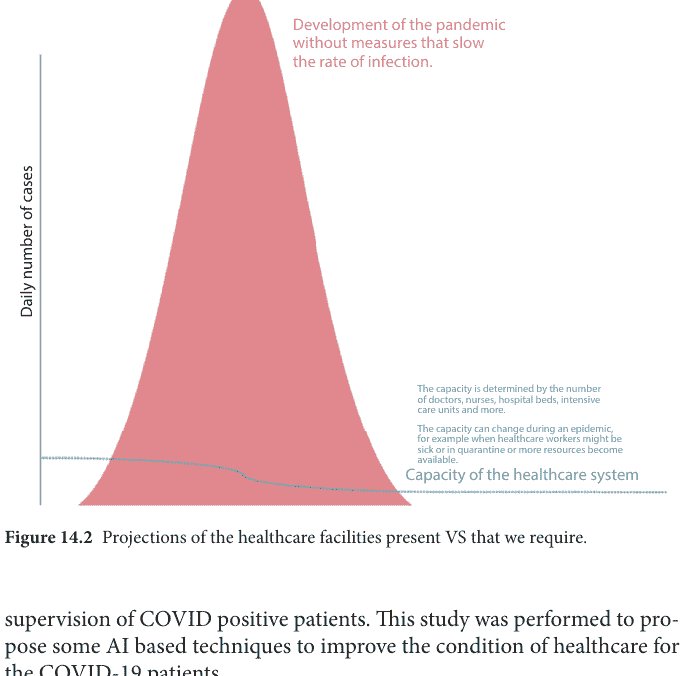 Development of the pandemic
without measures that slow
the rate of infection.
Daily number of cases
The capacity is determined by the number
of doctors, nurses, hospital beds, intensive
care units and more.
The capacity can change during an epidemic,
for example when healthcare workers might be
sick or in quarantine or more resources become
available.
Capacity of the healthcare system
Figure 14.2 Projections of the healthcare facilities present VS that we require.
supervision of COVID positive patients. This study was performed to pro-
pose some AI based techniques to improve the condition of healthcare for
the COVID-19 patients.